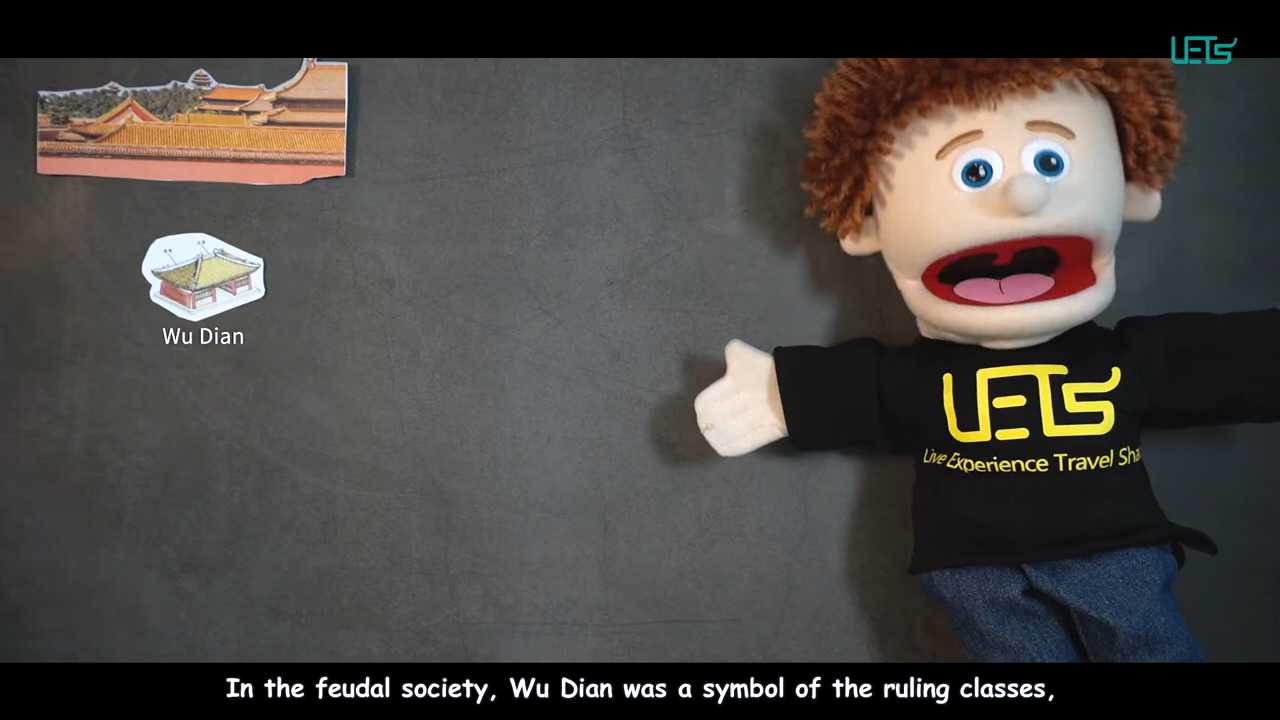 LETS
Wu Dian
LETS
Live Experience Travel Sha
In the feudal society, Wu Dian was a symbol of the ruling classes,